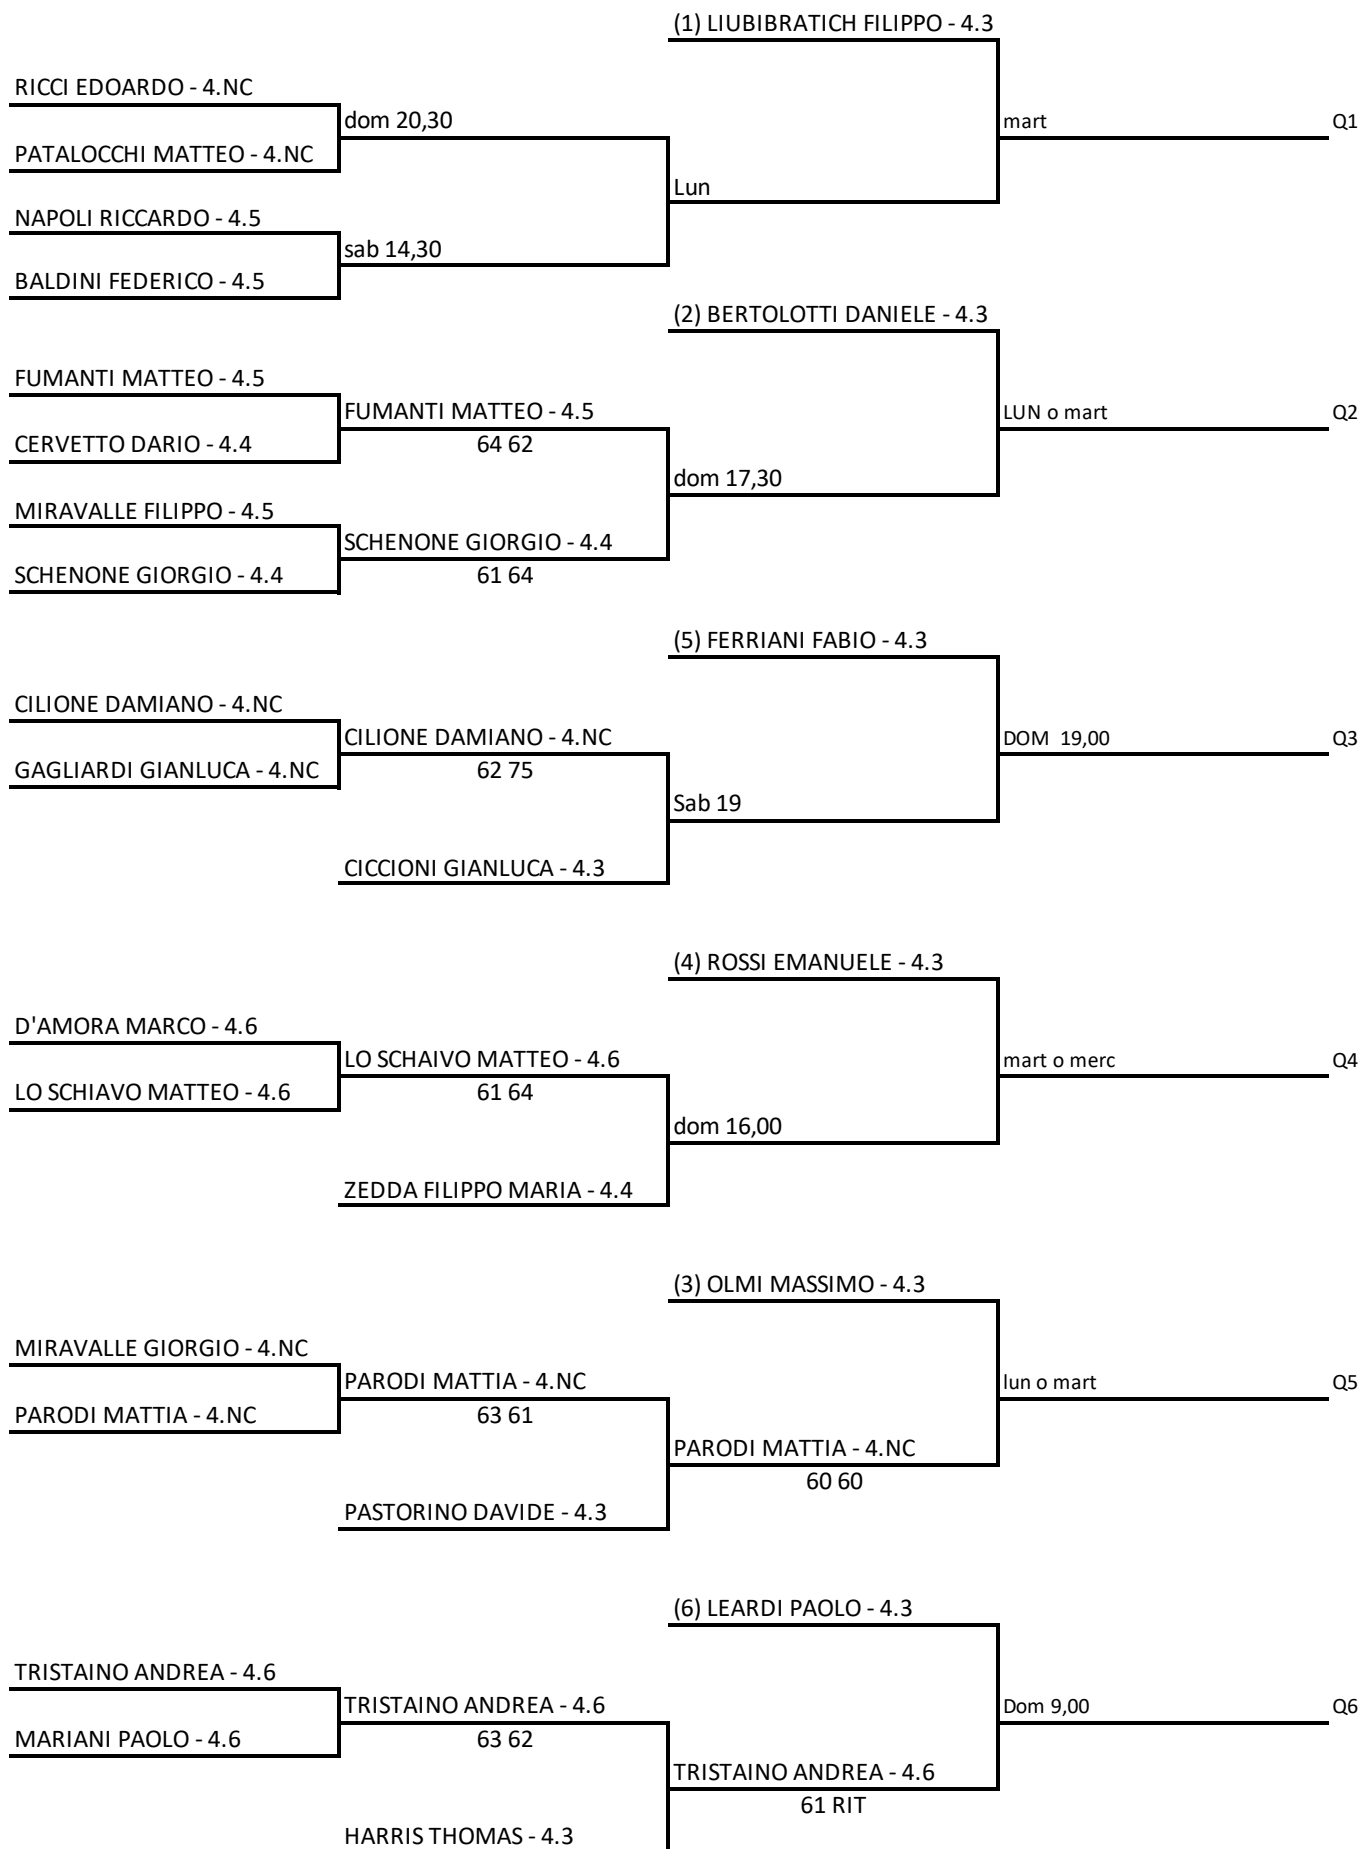 (1) LIUBIBRATICH FILIPPO - 4.3
RICCI EDOARDO - 4.NC
dom 20,30
mart
Q1
PATALOCCHI MATTEO - 4.NC
Lun
NAPOLI RICCARDO - 4.5
sab 14,30
BALDINI FEDERICO - 4.5
(2) BERTOLOTTI DANIELE - 4.3
FUMANTI MATTEO - 4.5
FUMANTI MATTEO - 4.5
LUN o mart
Q2
CERVETTO DARIO - 4.4
64 62
dom 17,30
MIRAVALLE FILIPPO - 4.5
SCHENONE GIORGIO - 4.4
SCHENONE GIORGIO - 4.4
61 64
(5) FERRIANI FABIO - 4.3
CILIONE DAMIANO - 4.NC
CILIONE DAMIANO - 4.NC
DOM  19,00
Q3
GAGLIARDI GIANLUCA - 4.NC
62 75
Sab 19
CICCIONI GIANLUCA - 4.3
(4) ROSSI EMANUELE - 4.3
D'AMORA MARCO - 4.6
LO SCHAIVO MATTEO - 4.6
mart o merc
Q4
LO SCHIAVO MATTEO - 4.6
61 64
dom 16,00
ZEDDA FILIPPO MARIA - 4.4
(3) OLMI MASSIMO - 4.3
MIRAVALLE GIORGIO - 4.NC
PARODI MATTIA - 4.NC
lun o mart
Q5
PARODI MATTIA - 4.NC
63 61
PARODI MATTIA - 4.NC
60 60
PASTORINO DAVIDE - 4.3
(6) LEARDI PAOLO - 4.3
TRISTAINO ANDREA - 4.6
TRISTAINO ANDREA - 4.6
Dom 9,00
Q6
MARIANI PAOLO - 4.6
63 62
TRISTAINO ANDREA - 4.6
61 RIT
HARRIS THOMAS - 4.3